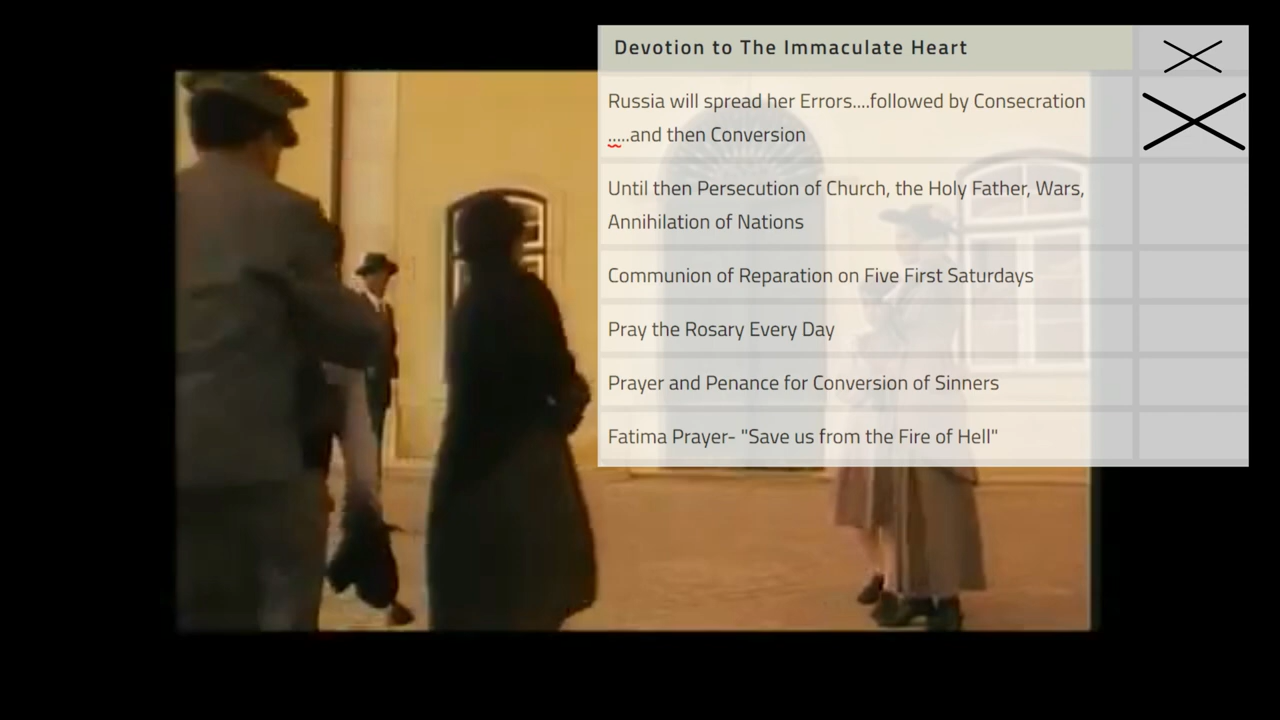 Devotion to The Immaculate Heart
Russia will spread her Errors....followed by Consecration
.....and then Conversion
Until then Persecution of Church, the Holy Father, Wars,
Annihilation of Nations
Communion of Reparation on Five First Saturdays
Pray the Rosary Every Day
Prayer and Penance for Conversion of Sinners
Fatima Prayer- "Save us from the Fire of Hell"